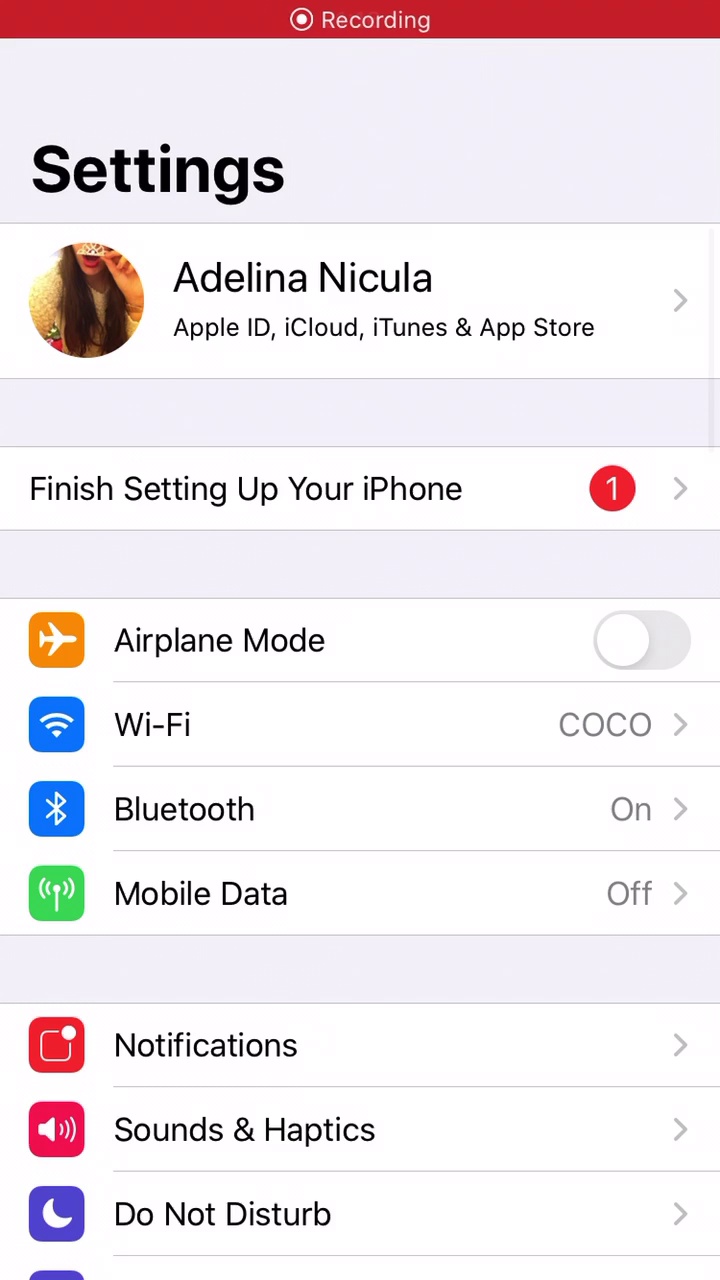 Recording
Settings
Adelina Nicula
Apple ID, iCloud, iTunes & App Store
Finish Setting Up Your iPhone 1
Airplane Mode
Wi-Fi COCO
Bluetooth On
Mobile Data Off
Notifications
Sounds & Haptics
Do Not Disturb